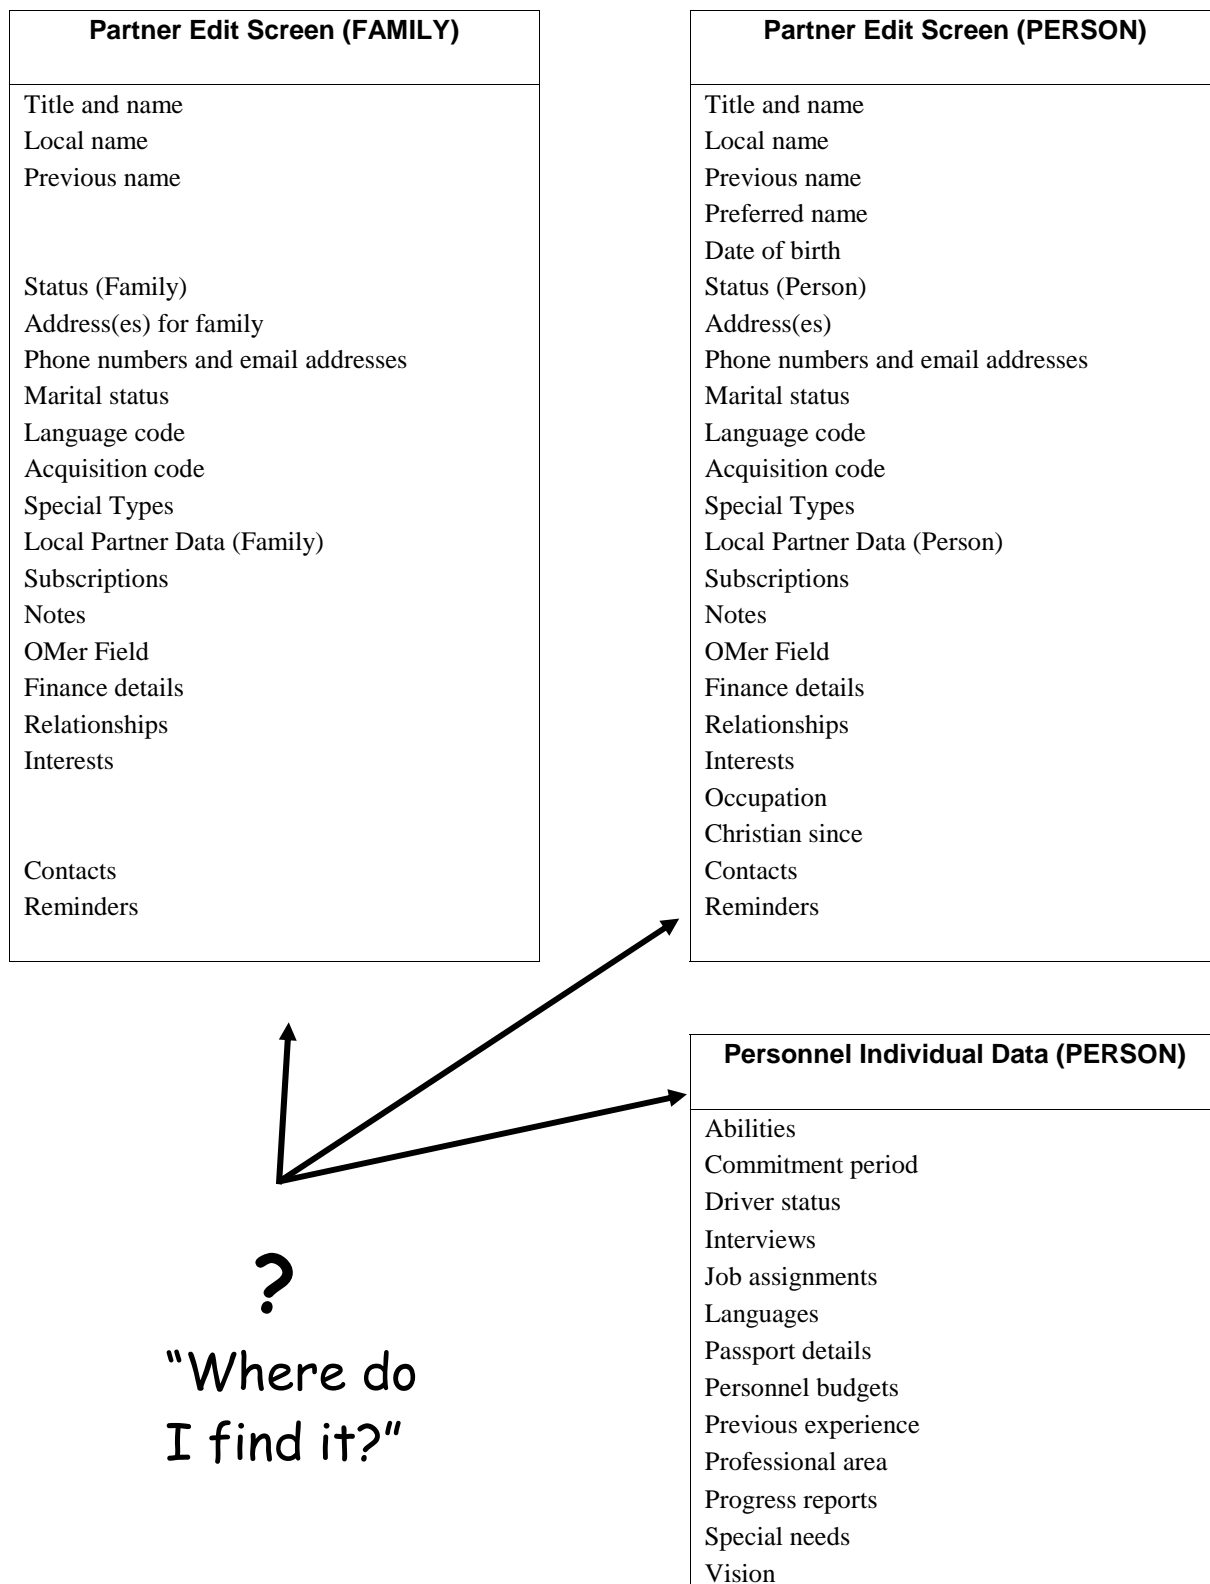 Partner Edit Screen (FAMILY)
Title and name
Local name
Previous name
Status (Family)
Address(es) for family
Phone numbers and email addresses
Marital status
Language code
Acquisition code
Special Types
Local Partner Data (Family)
Subscriptions
Notes
OMer Field
Finance details
Relationships
Interests
Contacts
Reminders
Partner Edit Screen (PERSON)
Title and name
Local name
Previous name
Preferred name
Date of birth
Status (Person)
Address(es)
Phone numbers and email addresses
Marital status
Language code
Acquisition code
Special Types
Local Partner Data (Person)
Subscriptions
Notes
OMer Field
Finance details
Relationships
Interests
Occupation
Christian since
Contacts
Reminders
?
"Where do
I find it?"
Personnel Individual Data (PERSON)
Abilities
Commitment period
Driver status
Interviews
Job assignments
Languages
Passport details
Personnel budgets
Previous experience
Professional area
Progress reports
Special needs
Vision